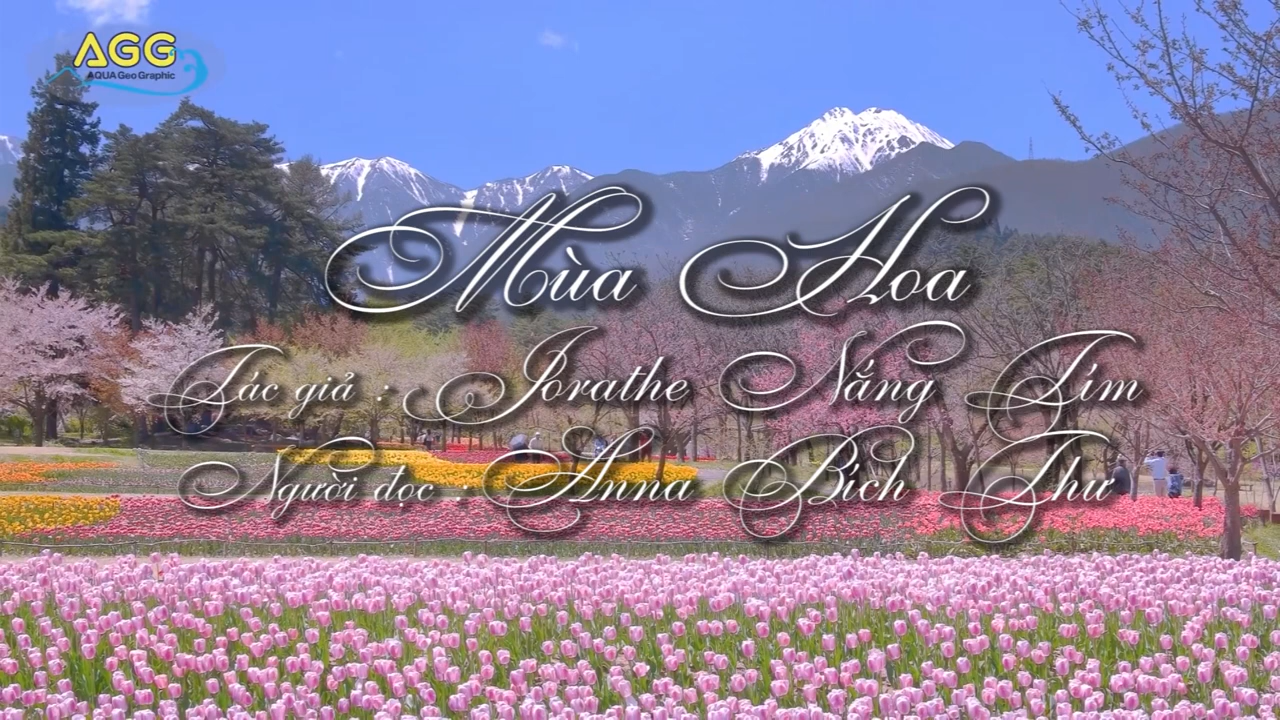 AGG
AQUA Geo Graphic
Mùa Hoa
Tác giả : Jorathe Nắng Tím
Người đọc : Anna Bích Thư